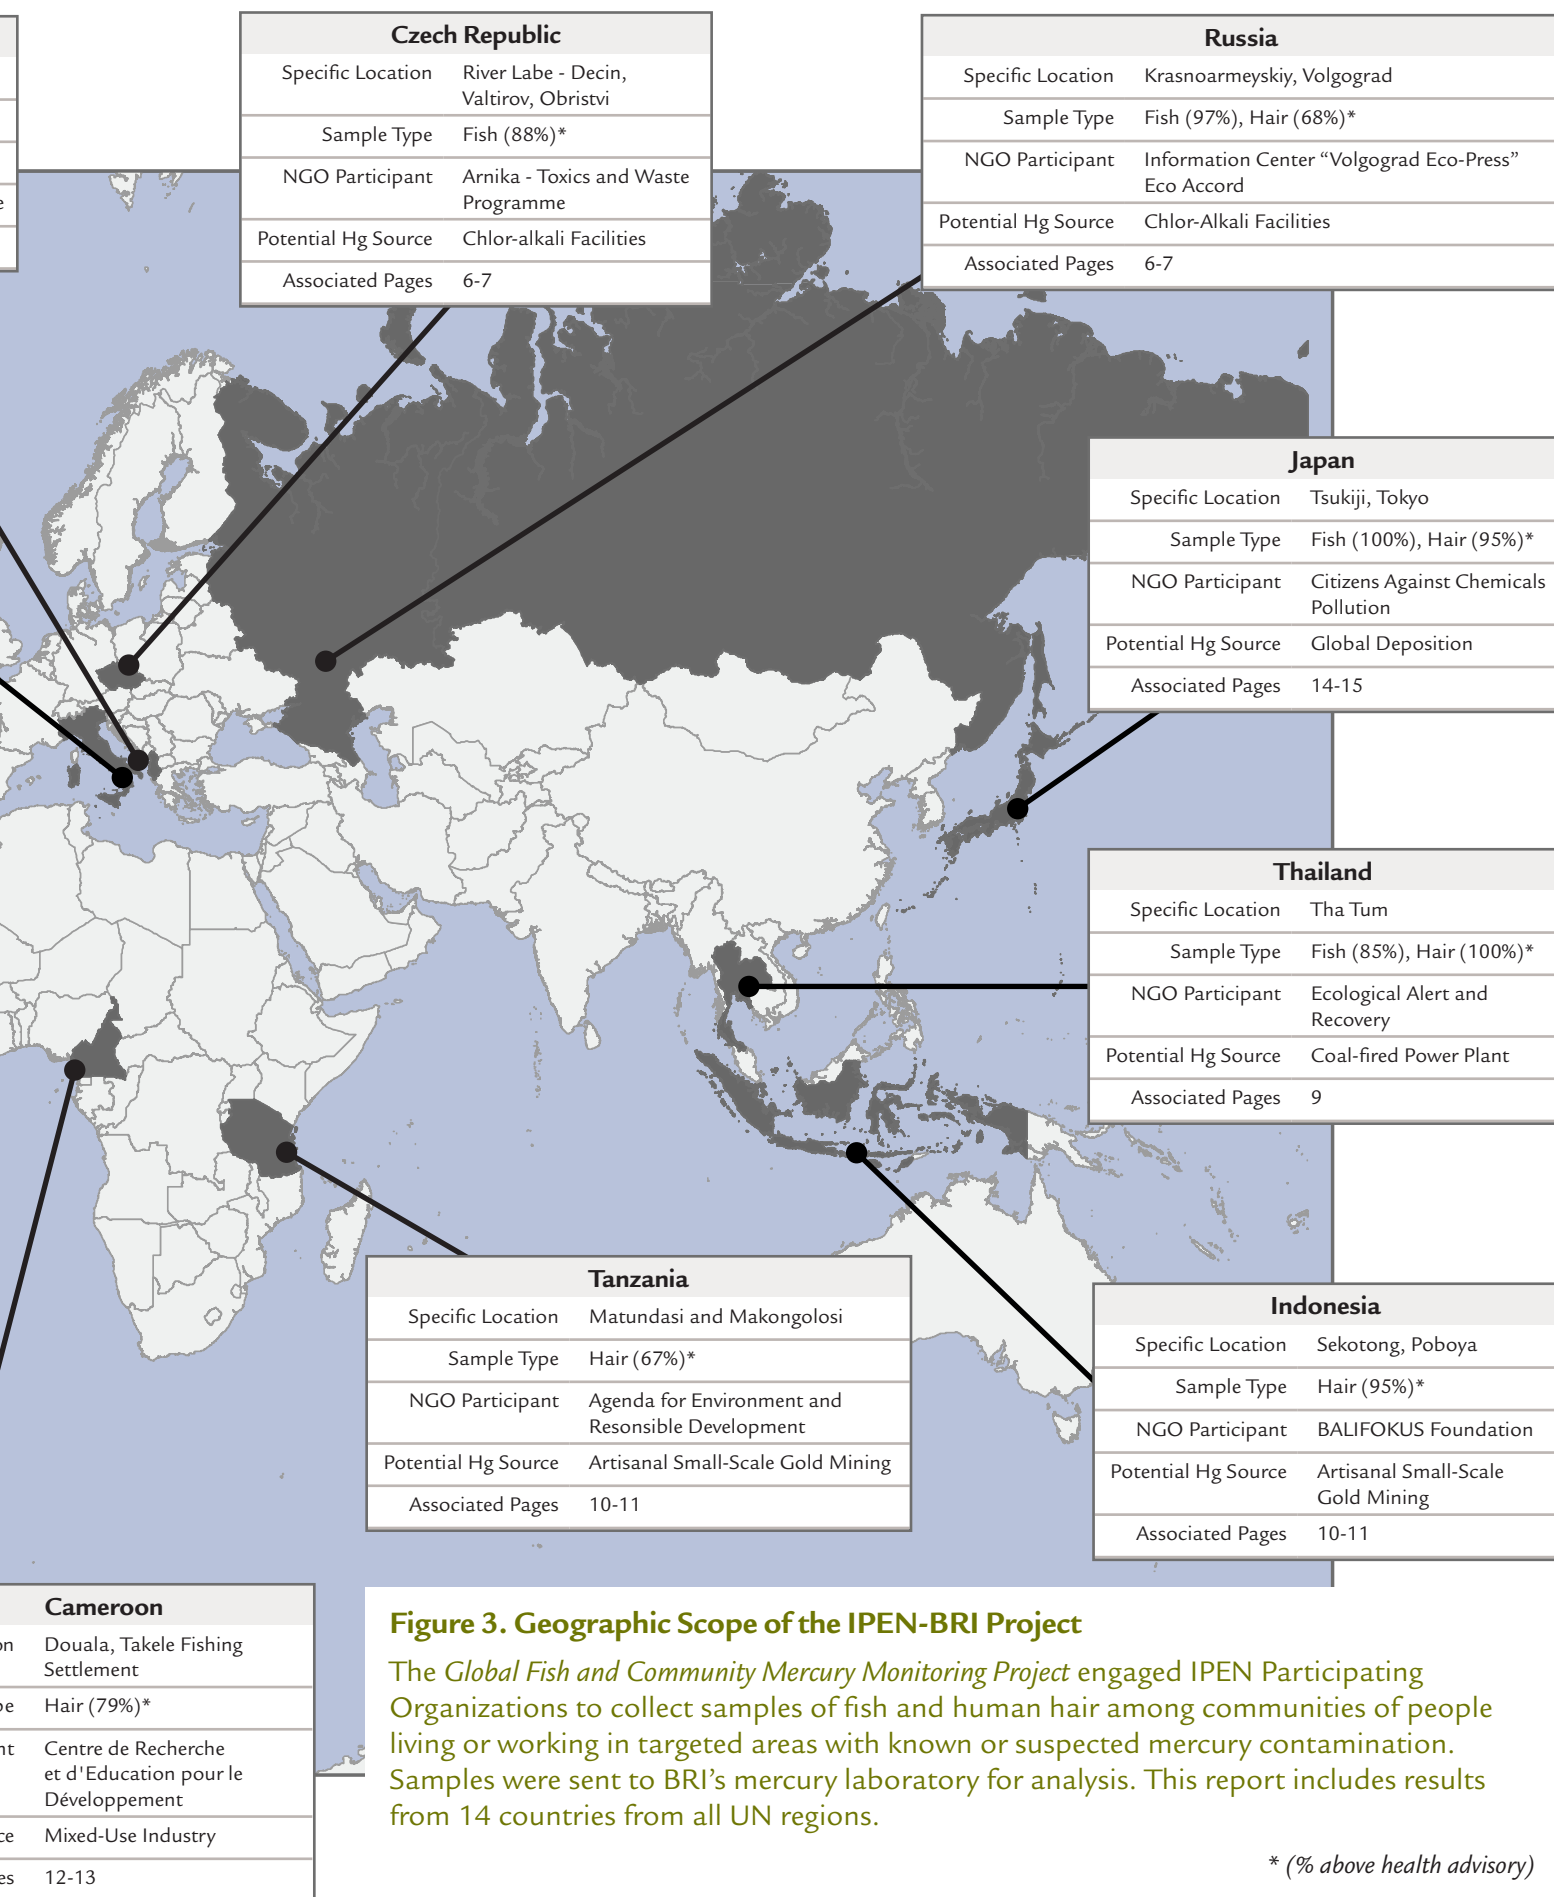 Czech Republic
Specific Location River Labe - Decin,
Valtirov, Obristvi
Sample Type Fish (88%)*
NGO Participant Arnika - Toxics and Waste
Programme
Potential Hg Source Chlor-alkali Facilities
Associated Pages 6-7
Russia
Specific Location Krasnoarmeyskiy, Volgograd
Sample Type Fish (97%), Hair (68%)*
NGO Participant Information Center “Volgograd Eco-Press”
Eco Accord
Potential Hg Source Chlor-Alkali Facilities
Associated Pages 6-7
e
Japan
Specific Location Tsukiji, Tokyo
Sample Type Fish (100%), Hair (95%)*
NGO Participant Citizens Against Chemicals
Pollution
Potential Hg Source Global Deposition
Associated Pages 14-15
Thailand
Specific Location Tha Tum
Sample Type Fish (85%), Hair (100%)*
NGO Participant Ecological Alert and
Recovery
Potential Hg Source Coal-fired Power Plant
Associated Pages 9
Tanzania
Specific Location Matundasi and Makongolosi
Sample Type Hair (67%)*
NGO Participant Agenda for Environment and
Resonsible Development
Potential Hg Source Artisanal Small-Scale Gold Mining
Associated Pages 10-11
Indonesia
Specific Location Sekotong, Poboya
Sample Type Hair (95%)*
NGO Participant BALIFOKUS Foundation
Potential Hg Source Artisanal Small-Scale
Gold Mining
Associated Pages 10-11
Cameroon
on Douala, Takele Fishing
Settlement
pe Hair (79%)*
nt Centre de Recherche
et d'Education pour le
Développement
ce Mixed-Use Industry
es 12-13
Figure 3. Geographic Scope of the IPEN-BRI Project
The Global Fish and Community Mercury Monitoring Project engaged IPEN Participating
Organizations to collect samples of fish and human hair among communities of people
living or working in targeted areas with known or suspected mercury contamination.
Samples were sent to BRI’s mercury laboratory for analysis. This report includes results
from 14 countries from all UN regions.
* (% above health advisory)